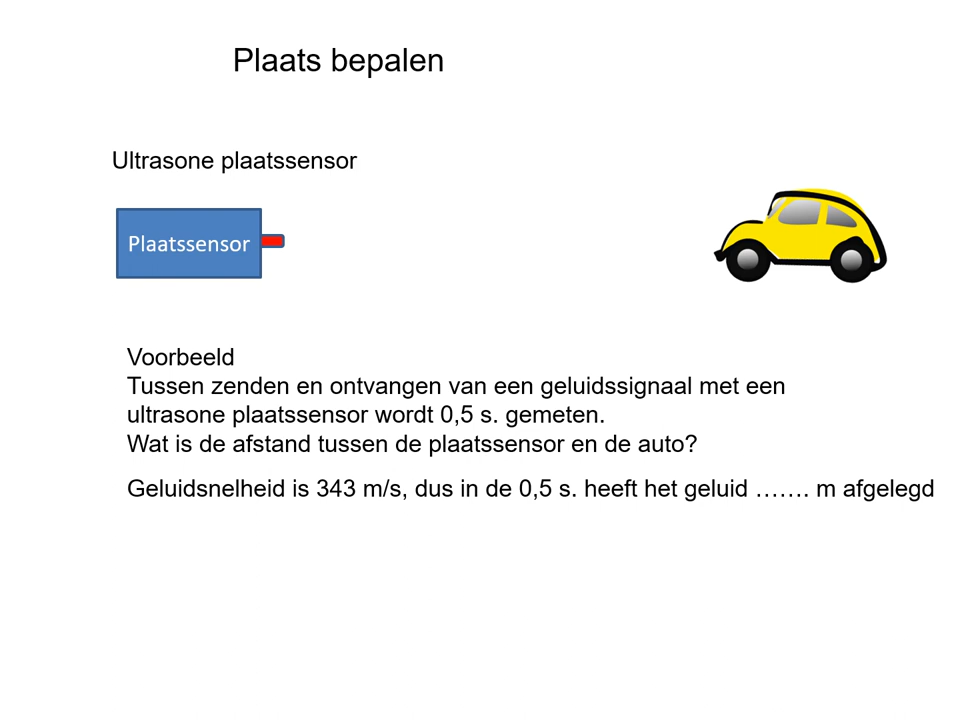 Plaats bepalen
Ultrasone plaatssensor
Plaatssensor
Voorbeeld
Tussen zenden en ontvangen van een geluidssignaal met een
ultrasone plaatssensor wordt 0,5 s. gemeten.
Wat is de afstand tussen de plaatssensor en de auto?
Geluidsnelheid is 343 m/s, dus in de 0,5 s. heeft het geluid ……. m afgelegd